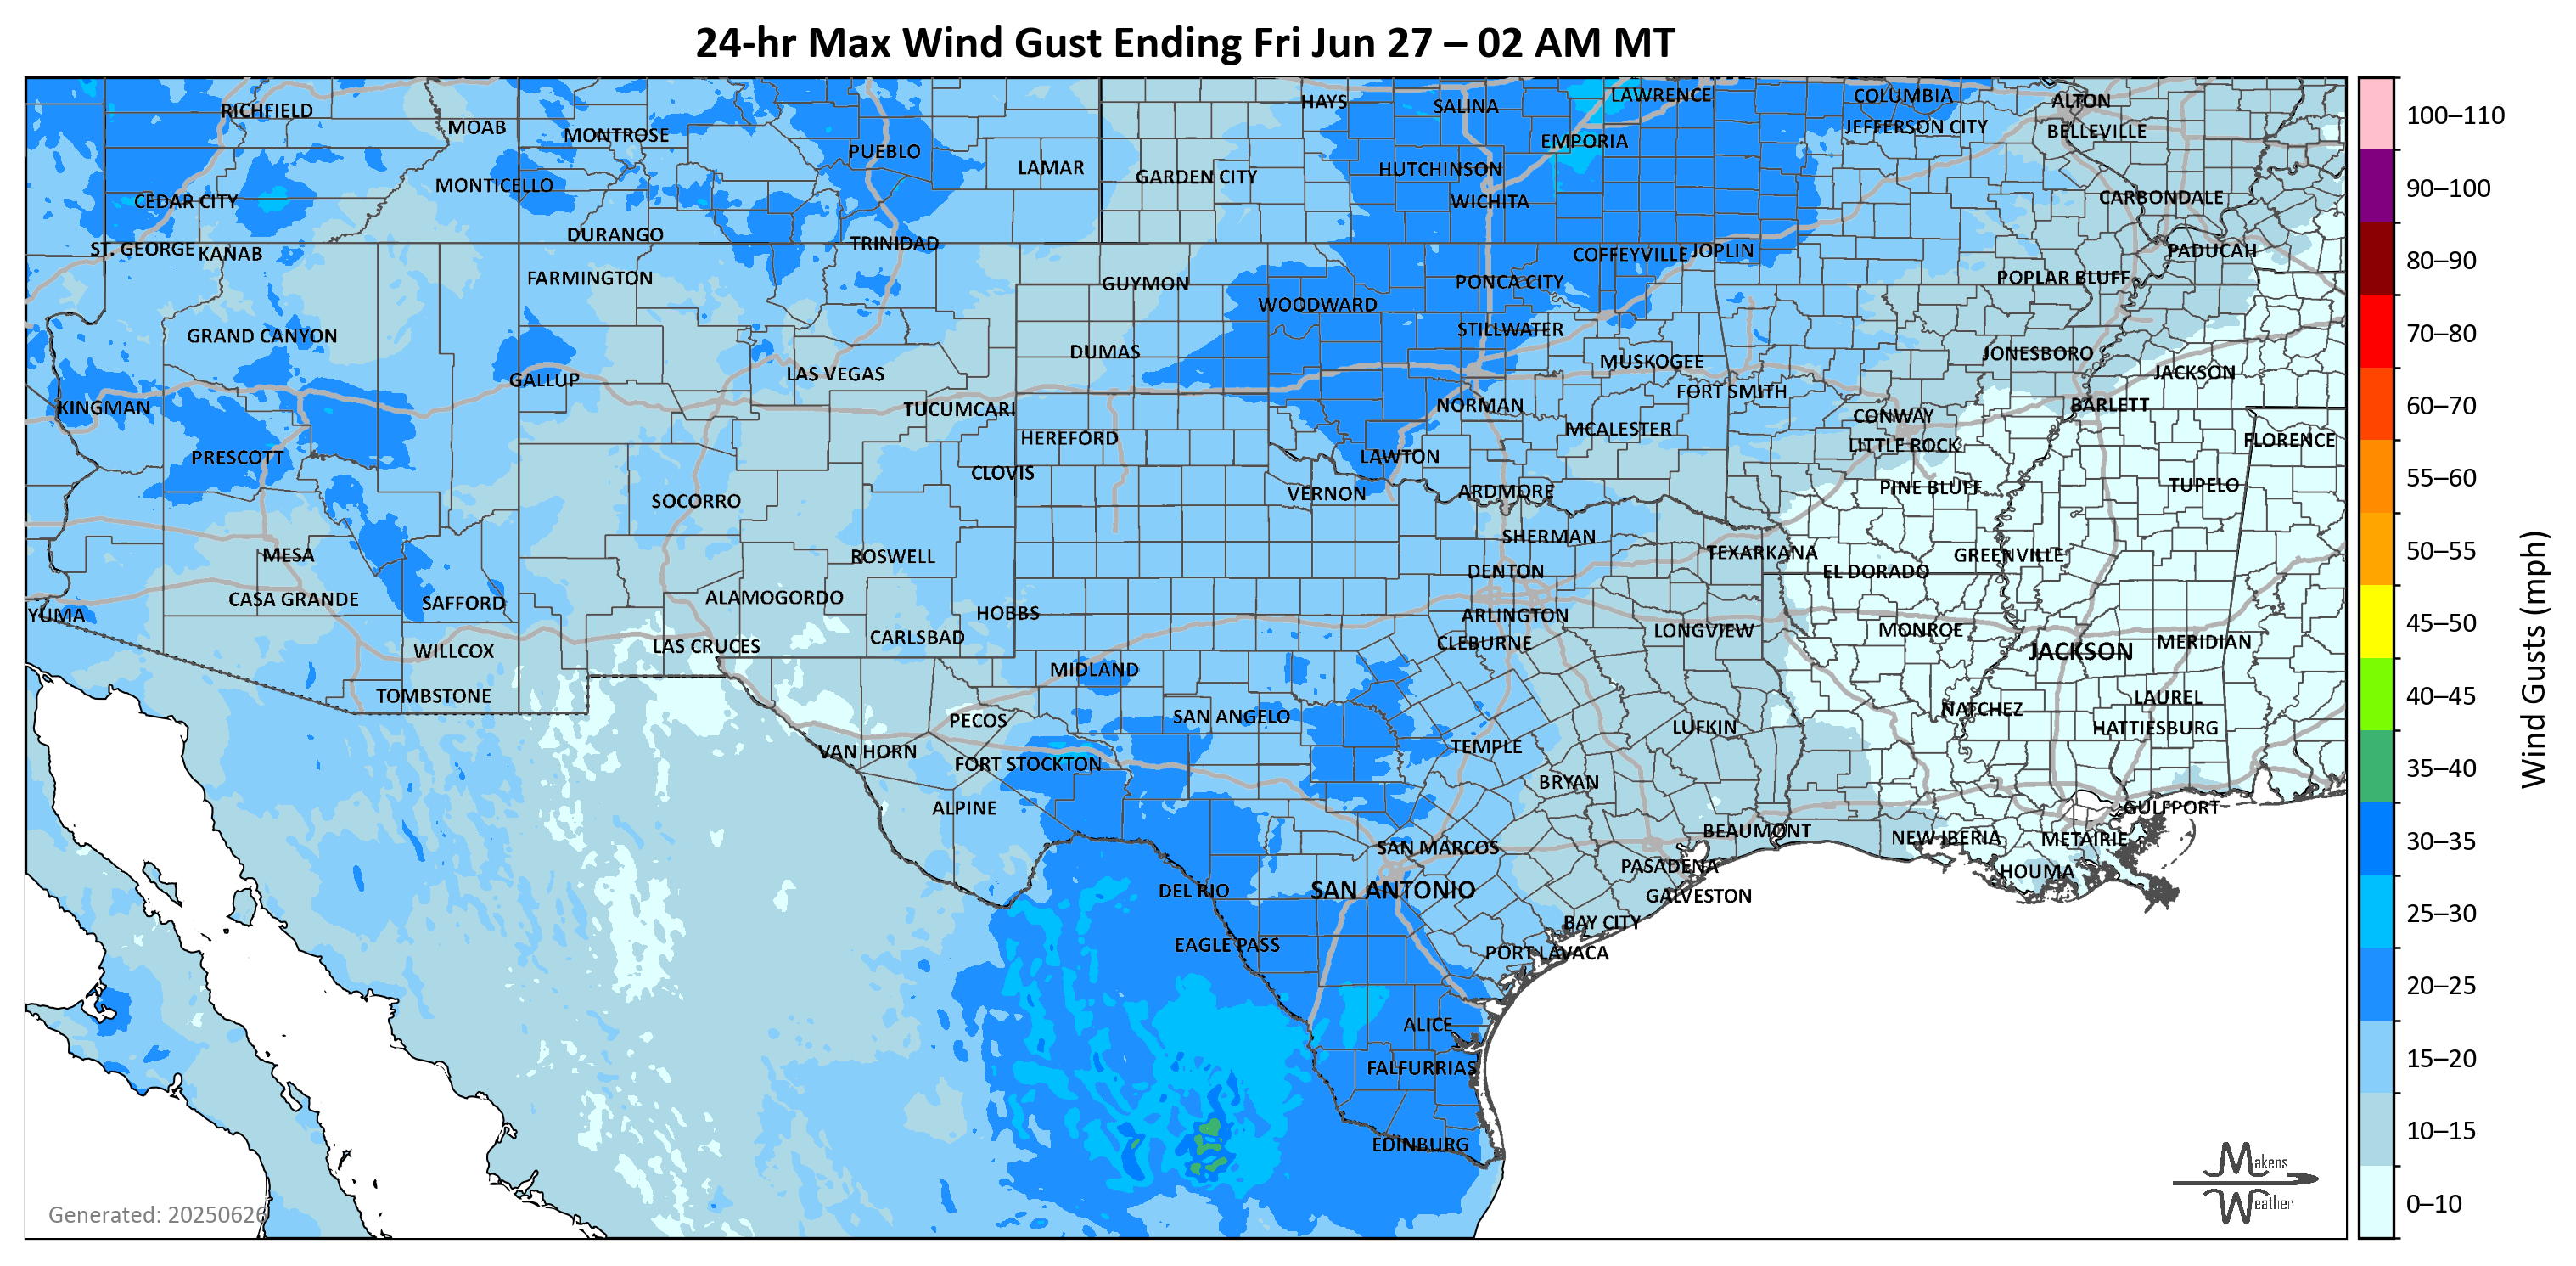 24-hr Max Wind Gust Ending Fri Jun 27 – 02 AM MT
RICHFIELD
MOAB
MONTROSE
PUEBLO
LAMAR
HAYS
SALINA
LAWRENCE
COLUMBIA
ALTON
EMPORIA
JEFFERSON CITY
BELLEVILLE
MONTICELLO
GARDEN CITY
HUTCHINSON
CEDAR CITY
WICHITA
CARBONDALE
ST. GEORGE
KANAB
DURANGO
TRINIDAD
COFFEYVILLE
JOPLIN
PADUCAH
FARMINGTON
GUYMON
PONCA CITY
POPLAR BLUFF
WOODWARD
GRAND CANYON
STILLWATER
DUMAS
MUSKOGEE
JONESBORO
GALLUP
LAS VEGAS
FORT SMITH
JACKSON
KINGMAN
TUCUMCARI
NORMAN
CONWAY
BARLETT
HEREFORD
MCALESTER
LITTLE ROCK
FLORENCE
PRESCOTT
CLOVIS
LAWTON
SOCORRO
VERNON
ARDMORE
PINE BLUFF
TUPELO
MESA
ROSWELL
SHERMAN
TEXARKANA
GREENVILLE
DENTON
EL DORADO
CASA GRANDE
SAFFORD
ALAMOGORDO
HOBBS
ARLINGTON
YUMA
WILLCOX
LAS CRUCES
CARLSBAD
CLEBURNE
LONGVIEW
MONROE
JACKSON
MERIDIAN
TOMBSTONE
MIDLAND
PECOS
SAN ANGELO
LUFKIN
NATCHEZ
LAUREL
HATTIESBURG
VAN HORN
FORT STOCKTON
TEMPLE
BRYAN
ALPINE
GULFPORT
SAN MARCOS
BEAUMONT
NEW IBERIA
METAIRIE
DEL RIO
SAN ANTONIO
PASADENA
HOUMA
GALVESTON
EAGLE PASS
BAY CITY
PORT LAVACA
ALICE
FALFURRIAS
EDINBURG
100–110
90–100
80–90
70–80
60–70
55–60
50–55
45–50
40–45
35–40
30–35
25–30
20–25
15–20
10–15
0–10
Wind Gusts (mph)
Generated: 20250626
Makens
Weather